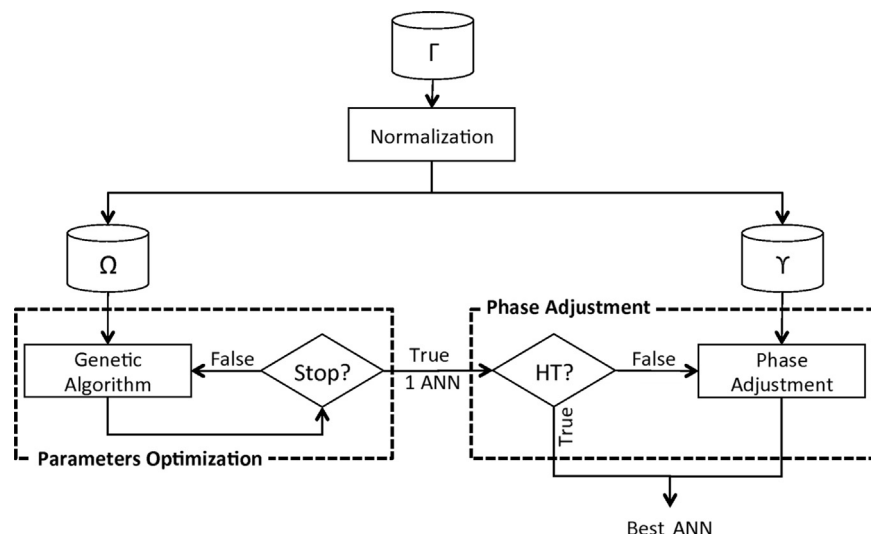 Γ
Normalization
Ω
ϒ
Phase Adjustment
Genetic
Algorithm
False
Stop?
True
1 ANN
HT?
False
Phase
Adjustment
True
Parameters Optimization
Best ANN